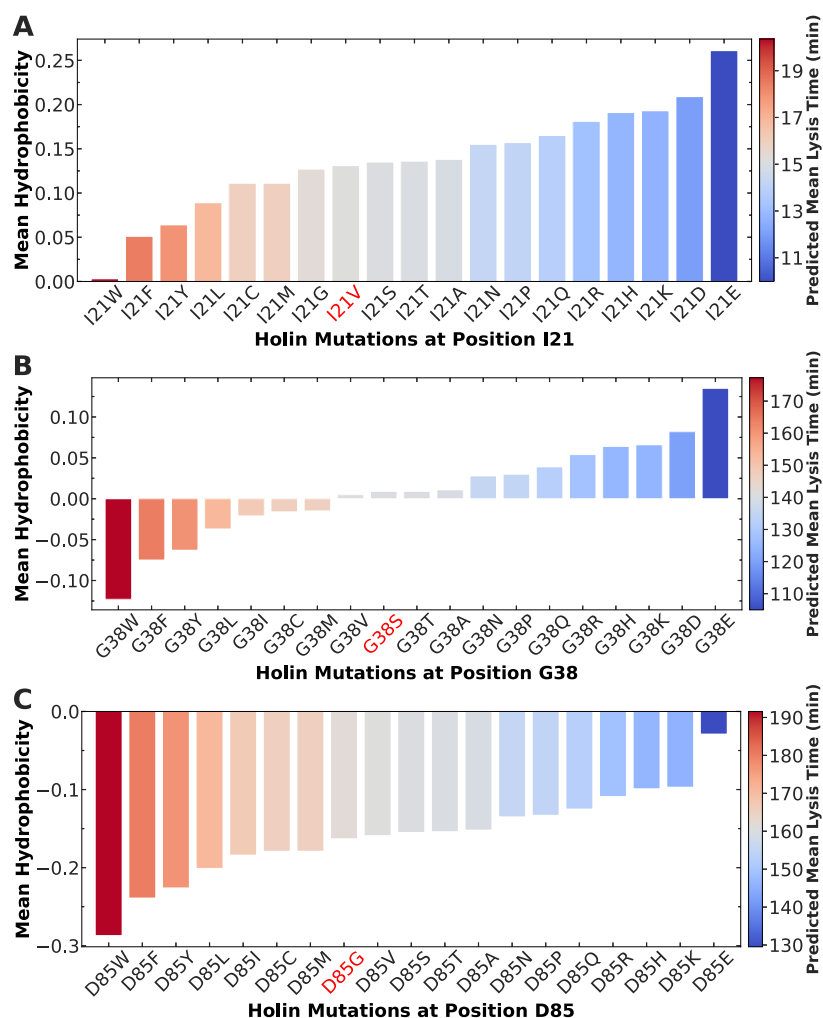 A
Mean Hydrophobicity
0.25
0.20
0.15
0.10
0.05
0.00
I21W I21F I21Y I21L I21C I21M I21G I21V I21S I21T I21A I21N I21P I21Q I21R I21H I21K I21D I21E
Holin Mutations at Position I21
19
17
15
13
11
Predicted Mean Lysis Time (min)
B
Mean Hydrophobicity
0.10
0.05
0.00
−0.05
−0.10
G38W G38F G38Y G38L G38I G38C G38M G38V G38S G38T G38A G38N G38P G38Q G38R G38H G38K G38D G38E
Holin Mutations at Position G38
170
160
150
140
130
120
110
Predicted Mean Lysis Time (min)
C
Mean Hydrophobicity
0.0
−0.1
−0.2
−0.3
D85W D85F D85Y D85L D85I D85C D85M D85G D85V D85S D85T D85A D85N D85P D85Q D85R D85H D85K D85E
Holin Mutations at Position D85
190
180
170
160
150
140
130
Predicted Mean Lysis Time (min)